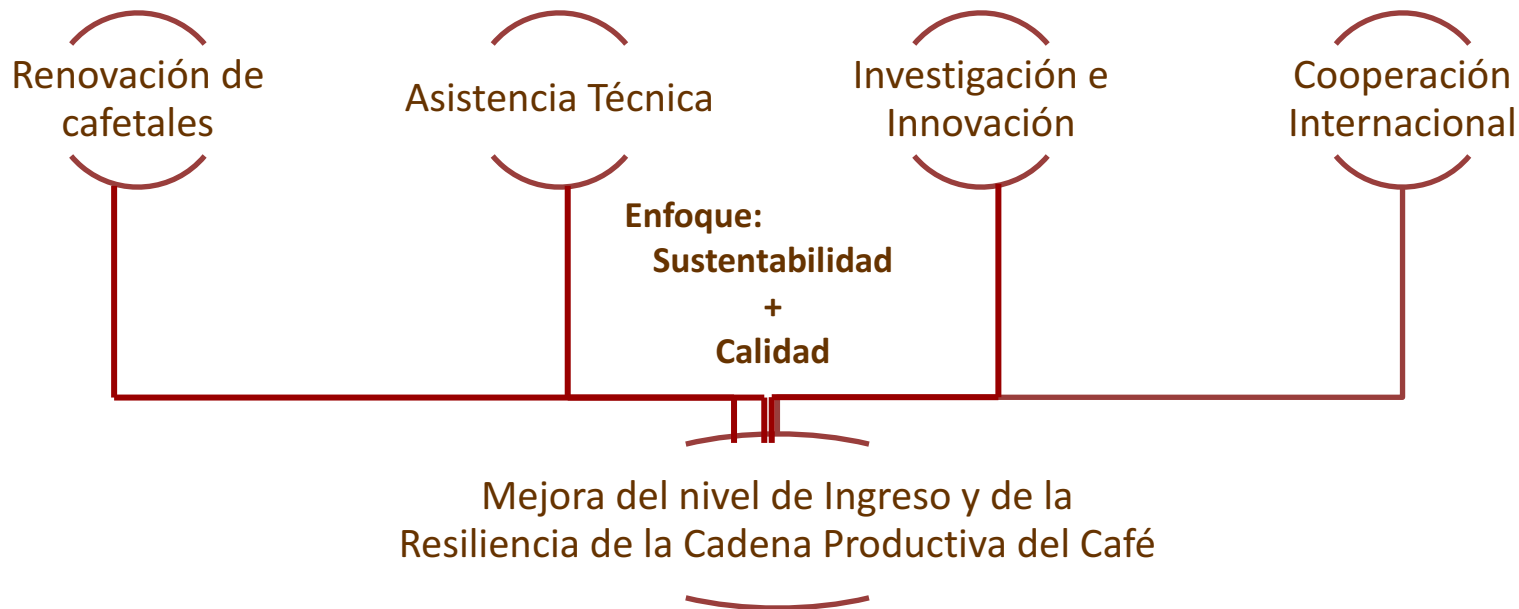 Renovación de
cafetales
Asistencia Técnica
Investigación e
Innovación
Cooperación
Internacional
Enfoque:
Sustentabilidad
+
Calidad
Mejora del nivel de Ingreso y de la
Resiliencia de la Cadena Productiva del Café